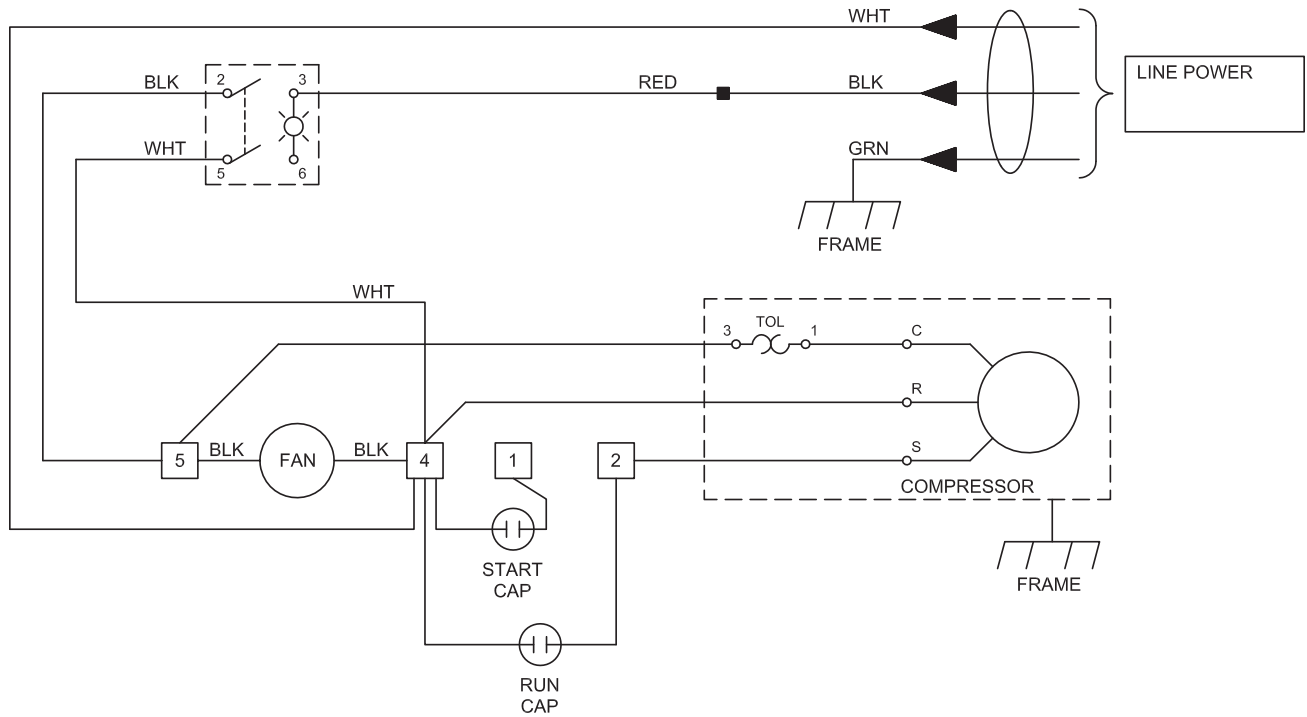 WHT
LINE POWER
BLK
2
3
RED
BLK
WHT
5
6
GRN
FRAME
WHT
3
TOL
1
C
R
5
BLK
FAN
BLK
4
1
2
S
COMPRESSOR
START
CAP
FRAME
RUN
CAP